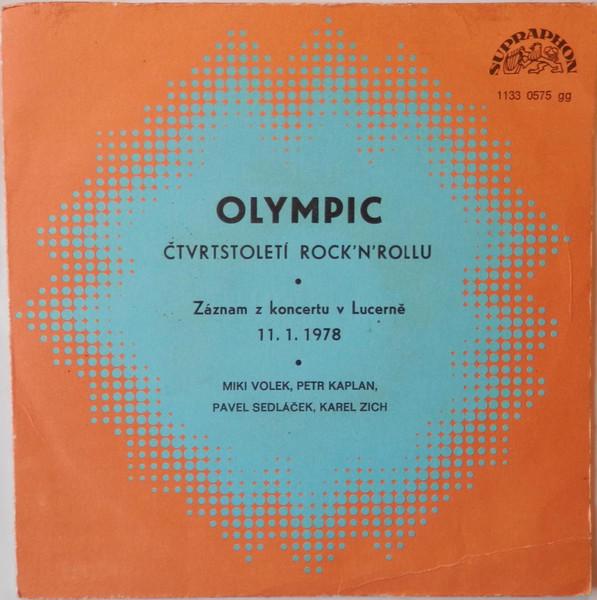 SUPRAPHON
1133 0575 gg
OLYMPIC
ČTVRTSTOLETÍ ROCK'N'ROLLU
•
Záznam z koncertu v Lucerně
11. 1. 1978
•
MIKI VOLEK, PETR KAPLAN,
PAVEL SEDLÁČEK, KAREL ZICH